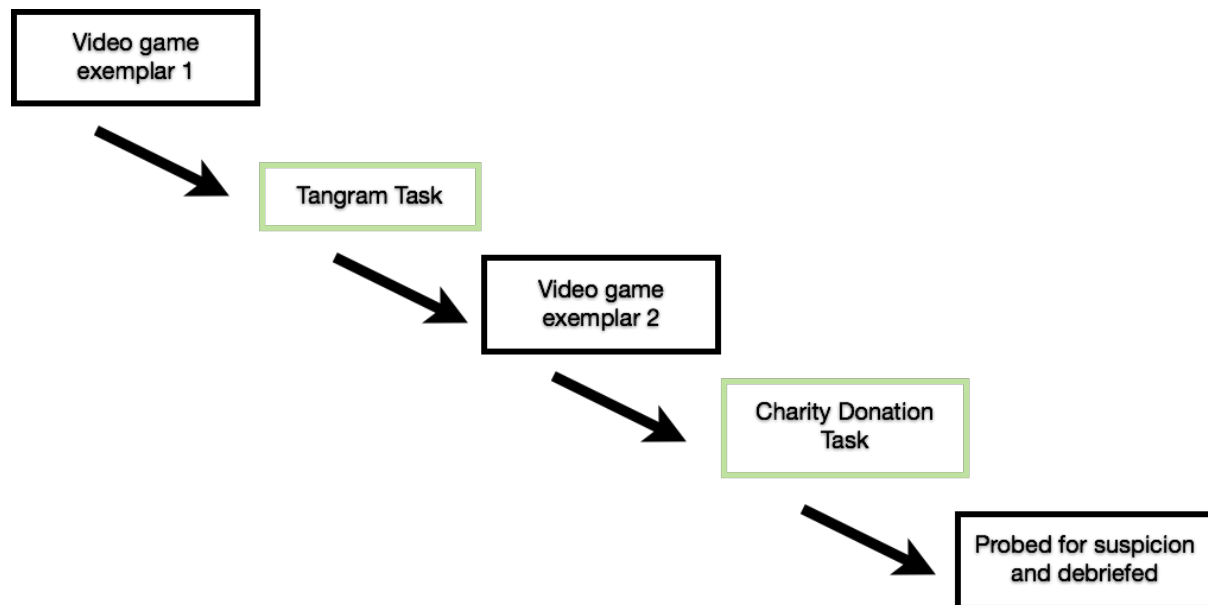 Video game
exemplar 1
Tangram Task
Video game
exemplar 2
Charity Donation
Task
Probed for suspicion
and debriefed